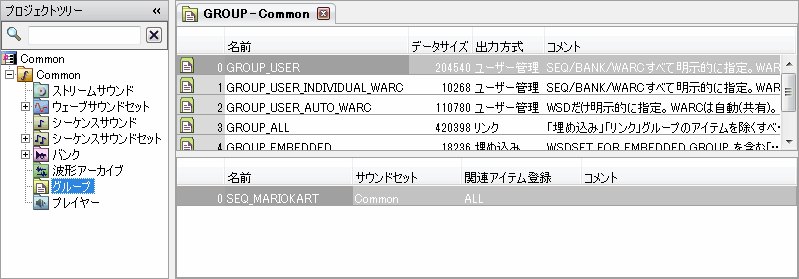 プロジェクトツリー «
Common
Common
ストリームサウンド
ウェーブサウンドセット
シーケンスサウンド
シーケンスサウンドセット
バンク
波形アーカイブ
グループ
プレイヤー
GROUP-Common
名前 データサイズ 出力方式 コメント
0 GROUP_USER 204540 ユーザー管理 SEQ/BANK/WARCすべて明示的に指定。WAR
1 GROUP_USER_INDIVIDUAL_WARC 10268 ユーザー管理 SEQ/BANK/WARCすべて明示的に指定。WAR
2 GROUP_USER_AUTO_WARC 110780 ユーザー管理 WSDだけ明示的に指定。WARCは自動(共有)。
3 GROUP_ALL 420398 リンク 「埋め込み」「リンク」グループのアイテムを除くすべ…
4 GROUP_EMBEDDED 18236 埋め込み WSDSET_FOR_EMBEDDED_GROUP を含む「…
名前 サウンドセット 関連アイテム登録 コメント
0 SEQ_MARIOKART Common ALL